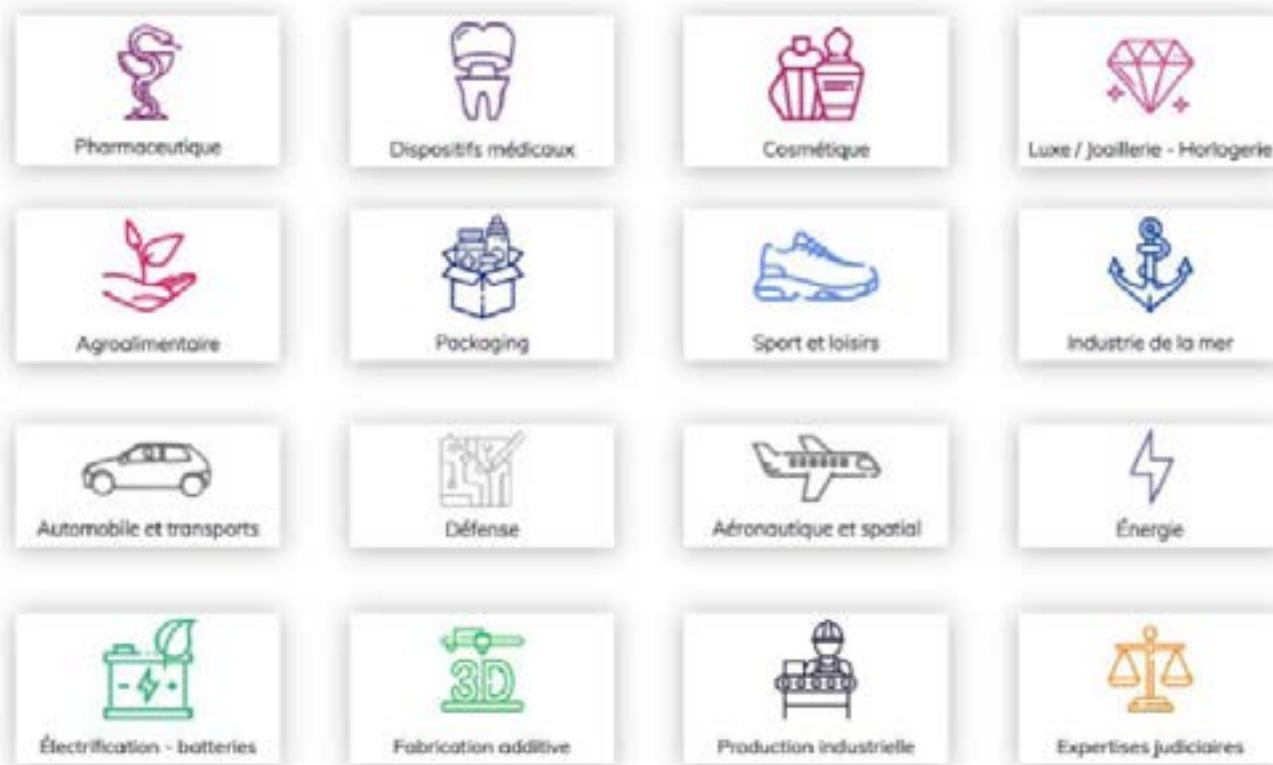 Pharmaceutique
Dispositifs médicaux
Cosmétique
Luxe / Joaillerie - Horlogerie
Agroalimentaire
Packaging
Sport et loisirs
Industrie de la mer
Automobile et transports
Défense
Aéronautique et spatial
Énergie
3D
Électrification - batteries
Fabrication additive
Production industrielle
Expertises judiciaires